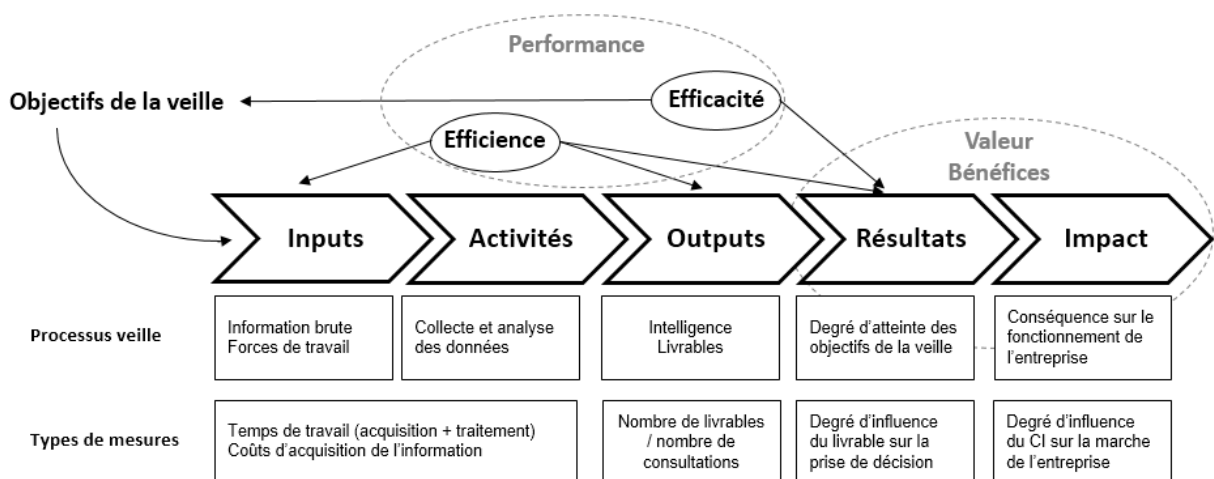 Performance
Objectifs de la veille
Efficacité
Efficience
Valeur
Bénéfices
Inputs
Activités
Outputs
Résultats
Impact
Processus veille
Information brute
Forces de travail
Collecte et analyse
des données
Intelligence
Livrables
Degré d'atteinte des
objectifs de la veille
Conséquence sur le
fonctionnement de
l'entreprise
Types de mesures
Temps de travail (acquisition + traitement)
Coûts d'acquisition de l'information
Nombre de livrables
/ nombre de
consultations
Degré d'influence
du livrable sur la
prise de décision
Degré d'influence
du CI sur la marche
de l'entreprise